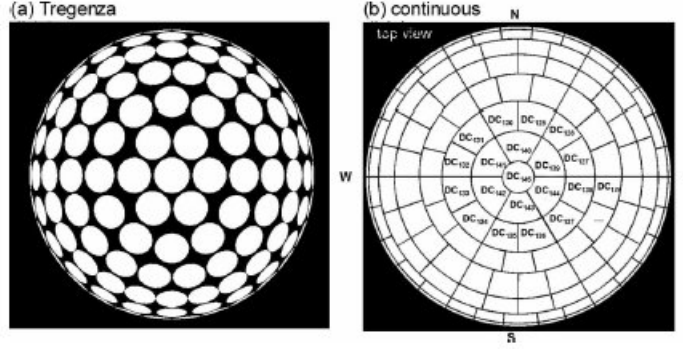 (a) Tregenza
(b) continuous
N
top view
DC130 DC129
DC131 DC128
DC140
DC132 DC141 DC139 DC127
W
DC145
DC133 DC142 DC144 DC138
DC143
DC134 DC137
DC135 DC136
S